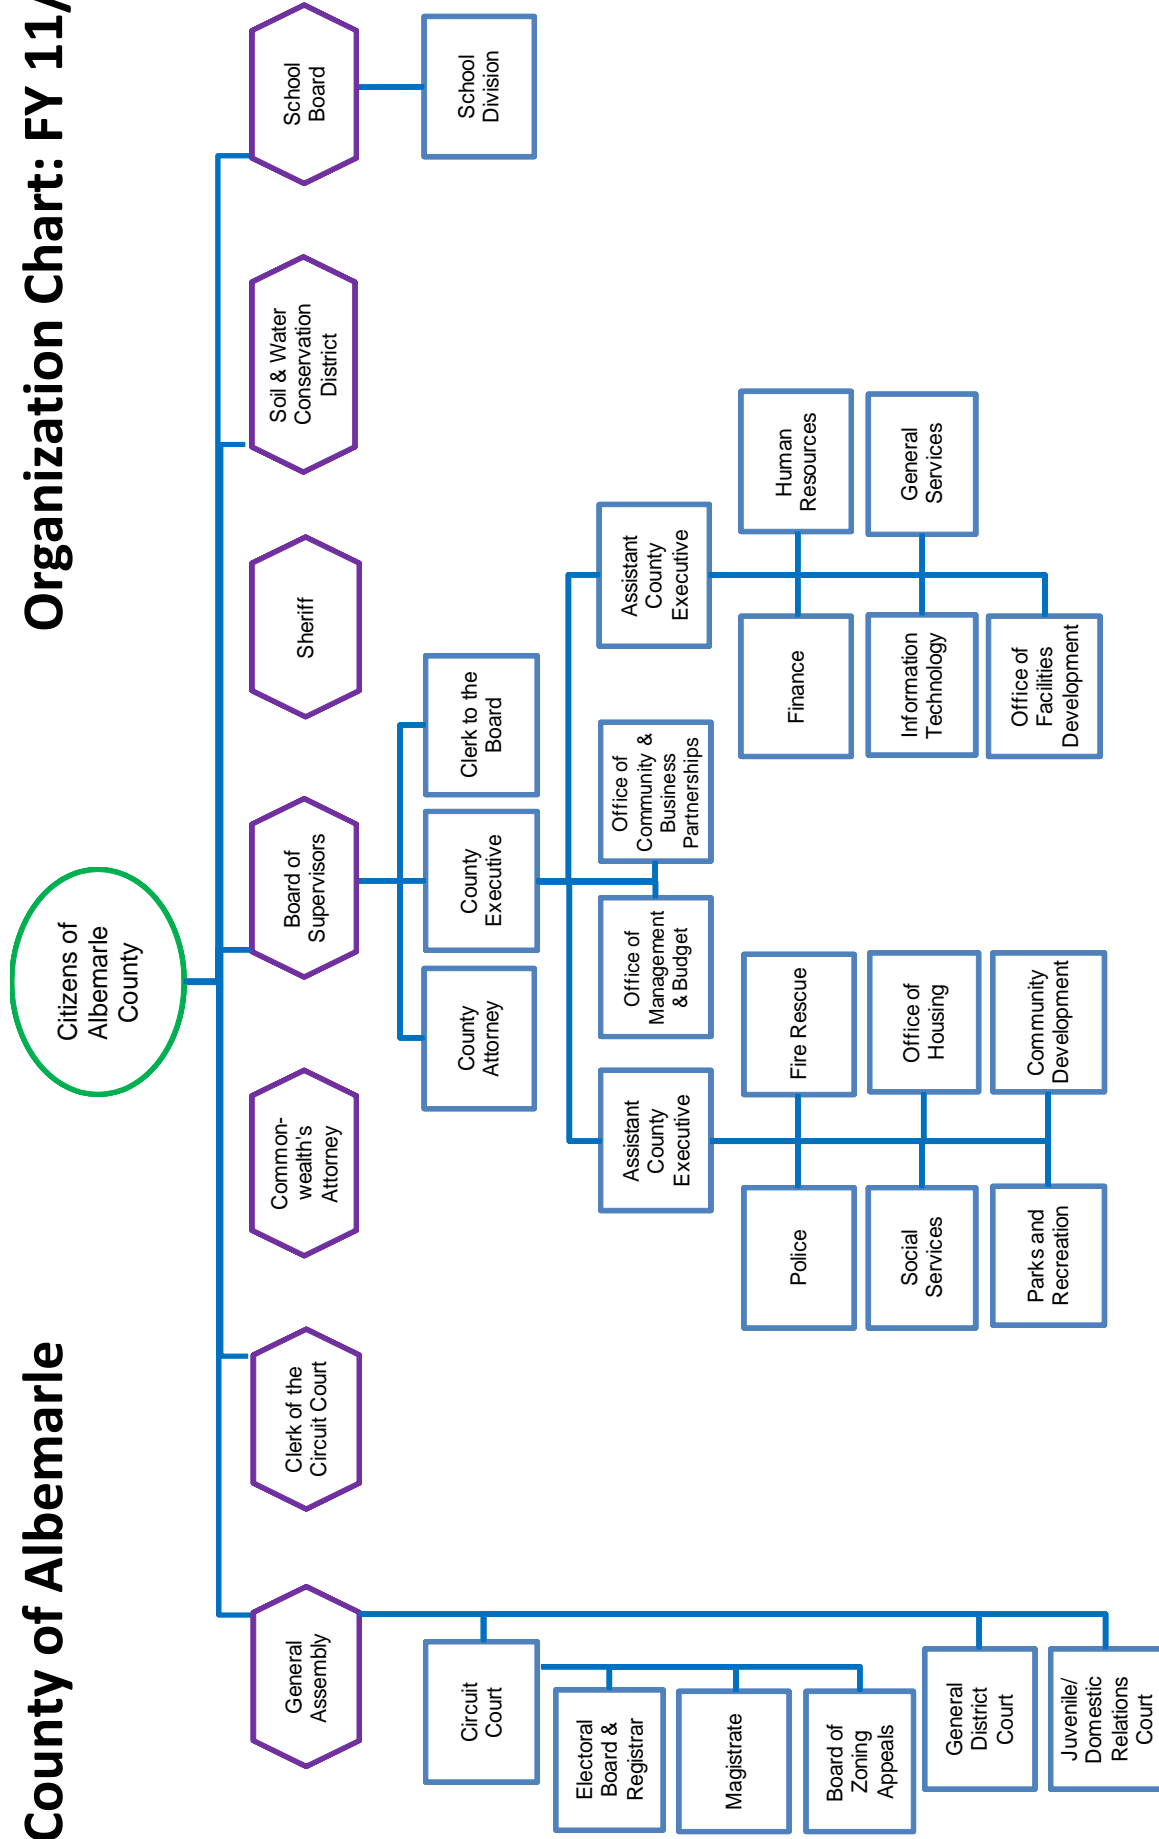 County of Albemarle
Organization Chart: FY 11/
Citizens of
Albemarle
County
General
Assembly
Clerk of the
Circuit Court
Common-
wealth's
Attorney
Board of
Supervisors
Sheriff
Soil & Water
Conservation
District
School
Board
Circuit
Court
County
Attorney
County
Executive
Clerk to the
Board
School
Division
Electoral
Board &
Registrar
Magistrate
Board of
Zoning
Appeals
General
District
Court
Juvenile/
Domestic
Relations
Court
Assistant
County
Executive
Office of
Management
& Budget
Office of
Community &
Business
Partnerships
Assistant
County
Executive
Police
Fire Rescue
Social
Services
Office of
Housing
Parks and
Recreation
Community
Development
Finance
Human
Resources
Information
Technology
General
Services
Office of
Facilities
Development